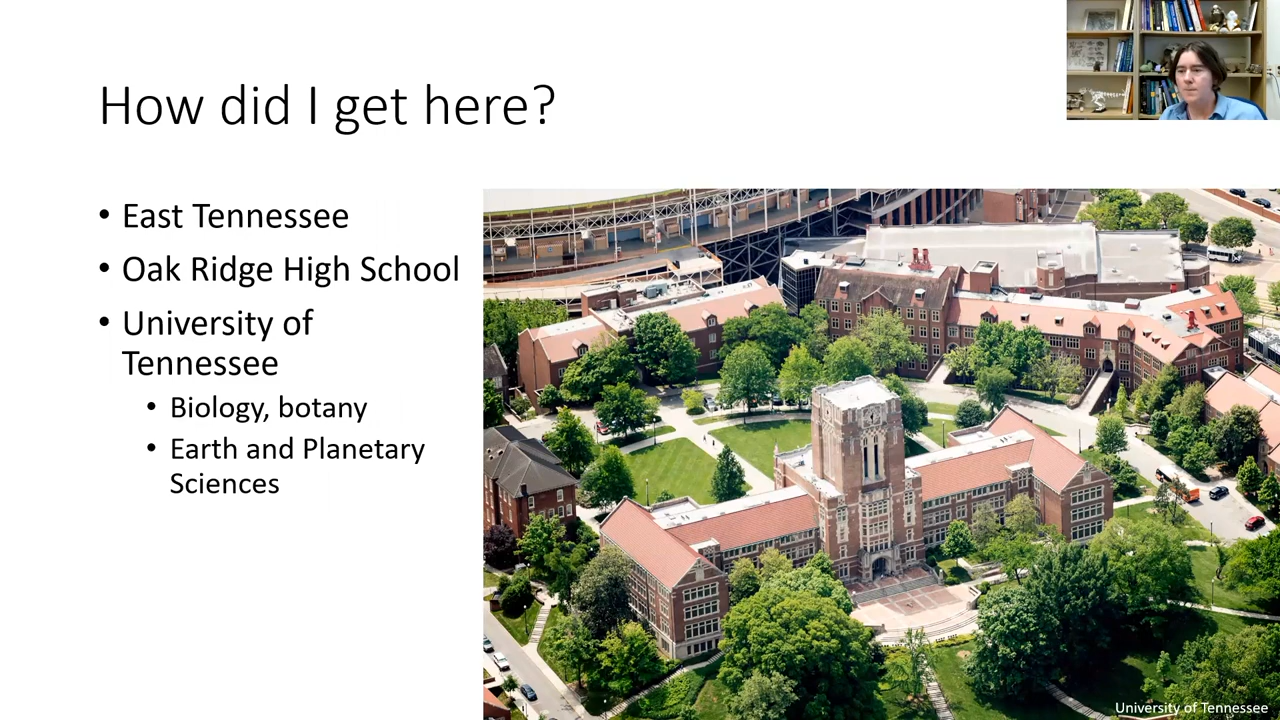 How did I get here?
• East Tennessee
• Oak Ridge High School
• University of
Tennessee
• Biology, botany
• Earth and Planetary
Sciences
University of Tennessee